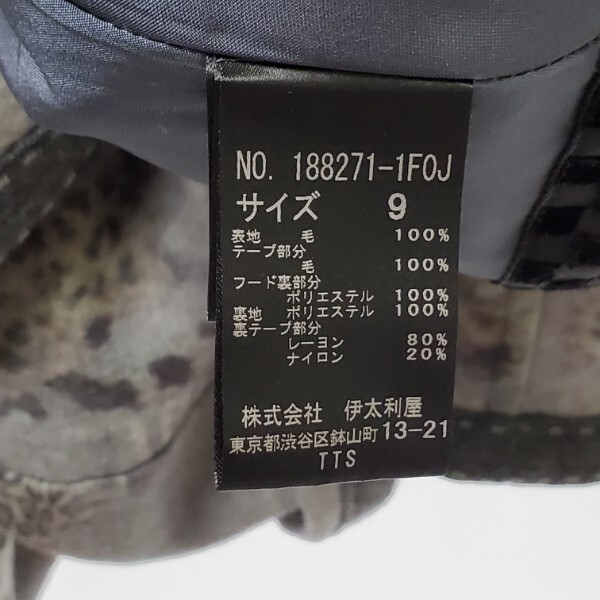 NO. 188271-1F0J
サイズ 9
表地 毛 100%
テープ部分
毛 100%
フード裏部分
ポリエステル 100%
裏地 ポリエステル 100%
裏テープ部分
レーヨン 80%
ナイロン 20%
株式会社 伊太利屋
東京都渋谷区鉢山町13-21
TTS